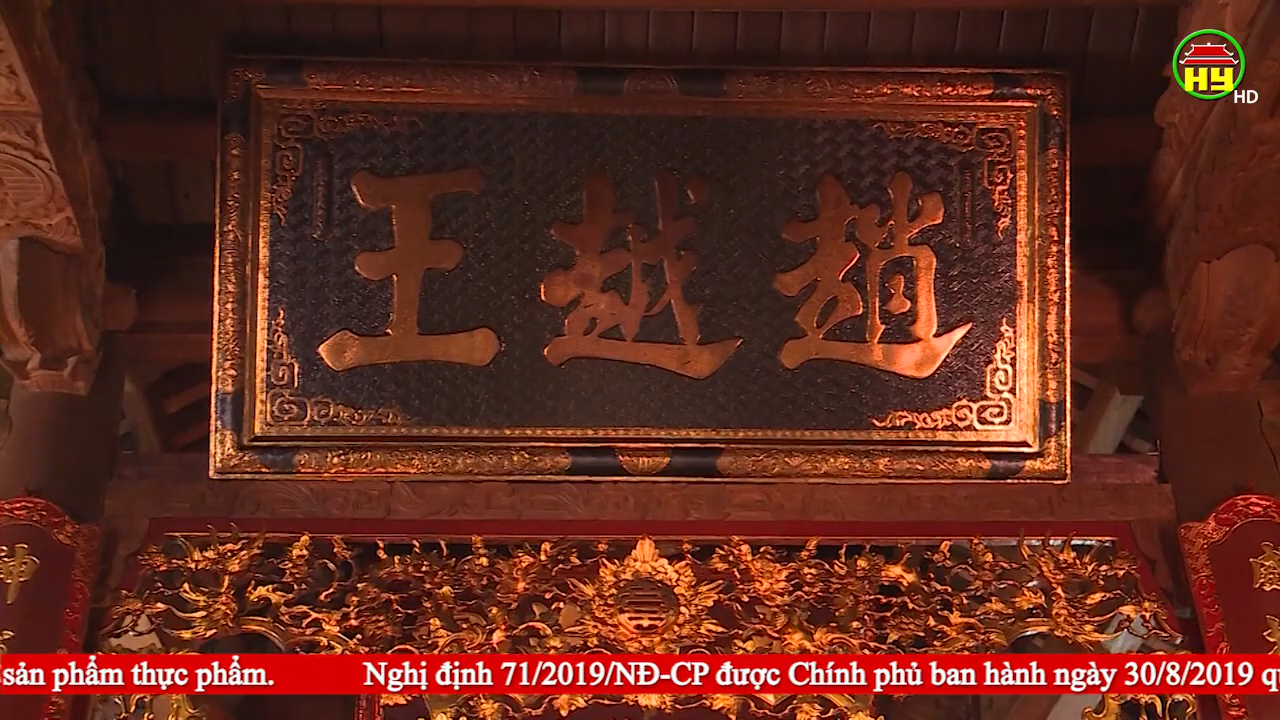 HY
HD
趙越王
神
sản phẩm thực phẩm. Nghị định 71/2019/NĐ-CP được Chính phủ ban hành ngày 30/8/2019